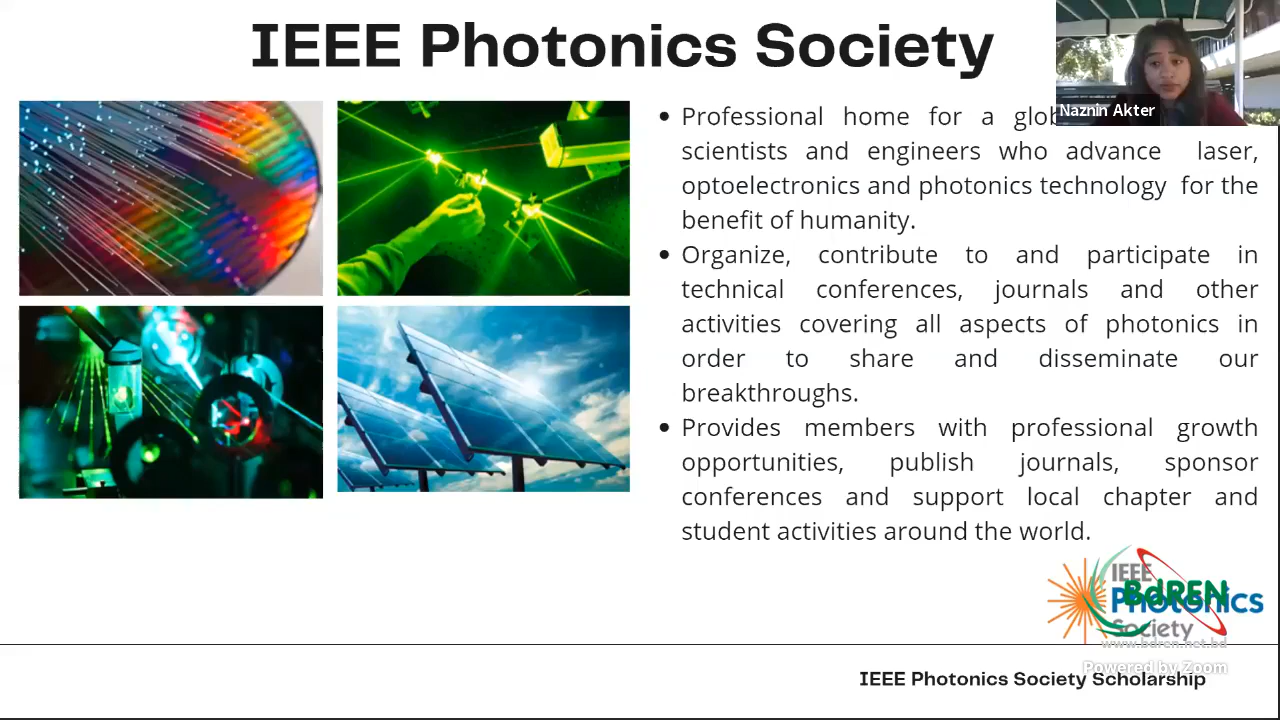 IEEE Photonics Society
Naznin Akter
• Professional home for a glob
scientists and engineers who advance laser,
optoelectronics and photonics technology for the
benefit of humanity.
• Organize, contribute to and participate in
technical conferences, journals and other
activities covering all aspects of photonics in
order to share and disseminate our
breakthroughs.
• Provides members with professional growth
opportunities, publish journals, sponsor
conferences and support local chapter and
student activities around the world.
IEEE
Photonics
Society
BdREN
www.bdren.net.bd
Powered by Zoom
IEEE Photonics Society Scholarship